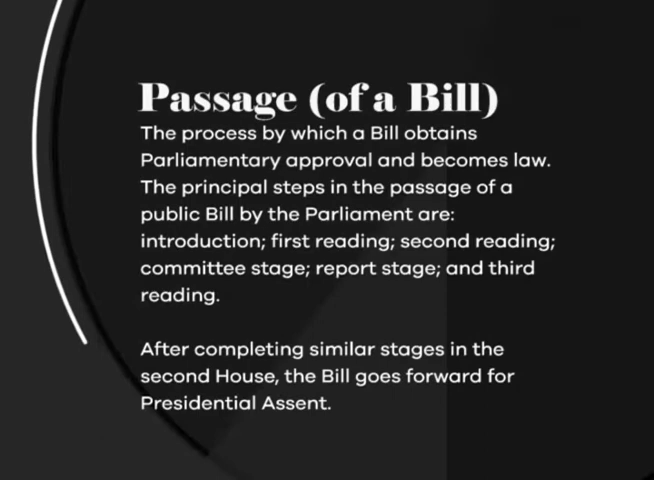 Passage (of a Bill)
The process by which a Bill obtains
Parliamentary approval and becomes law.
The principal steps in the passage of a
public Bill by the Parliament are:
introduction; first reading; second reading;
committee stage; report stage; and third
reading.
After completing similar stages in the
second House, the Bill goes forward for
Presidential Assent.